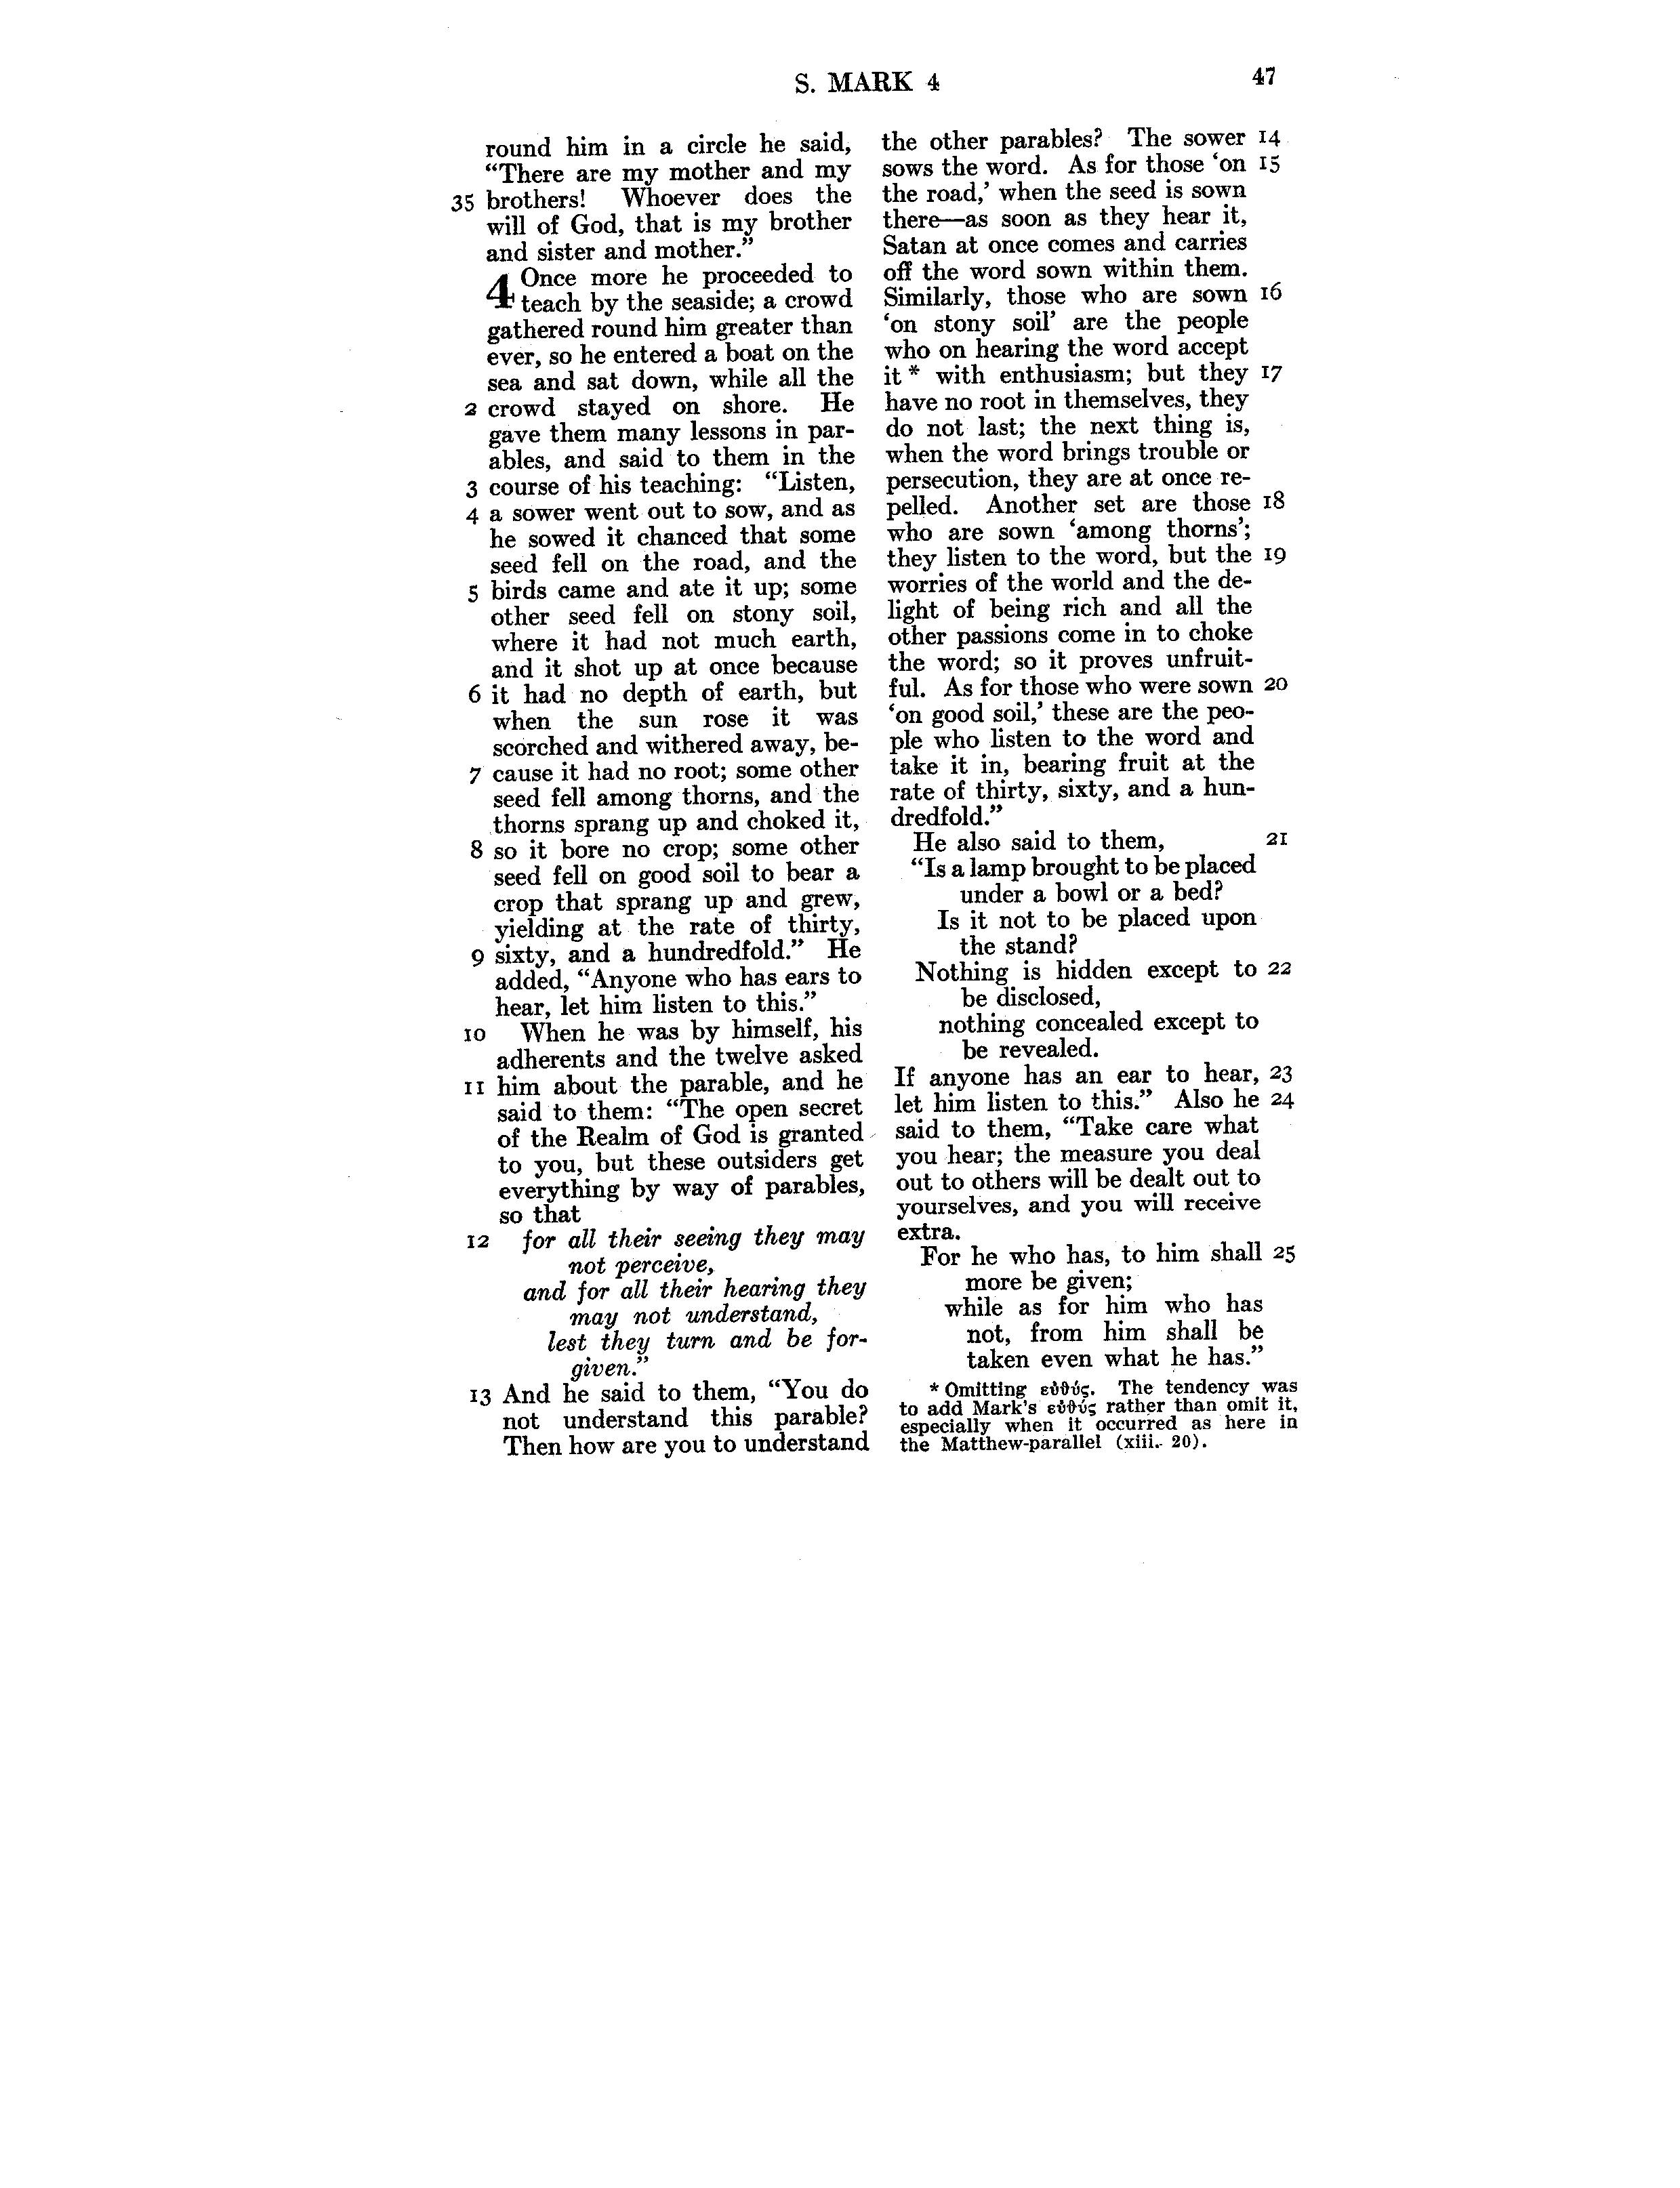 S. MARK 4 47
round him in a circle he said,
“There are my mother and my
35 brothers! Whoever does the
will of God, that is my brother
and sister and mother.”
4 Once more he proceeded to
teach by the seaside; a crowd
gathered round him greater than
ever, so he entered a boat on the
sea and sat down, while all the
2 crowd stayed on shore. He
gave them many lessons in par-
ables, and said to them in the
3 course of his teaching: “Listen,
4 a sower went out to sow, and as
he sowed it chanced that some
seed fell on the road, and the
5 birds came and ate it up; some
other seed fell on stony soil,
where it had not much earth,
and it shot up at once because
6 it had no depth of earth, but
when the sun rose it was
scorched and withered away, be-
7 cause it had no root; some other
seed fell among thorns, and the
thorns sprang up and choked it,
8 so it bore no crop; some other
seed fell on good soil to bear a
crop that sprang up and grew,
yielding at the rate of thirty,
9 sixty, and a hundredfold.” He
added, “Anyone who has ears to
hear, let him listen to this.”
10 When he was by himself, his
adherents and the twelve asked
11 him about the parable, and he
said to them: “The open secret
of the Realm of God is granted
to you, but these outsiders get
everything by way of parables,
so that
12 for all their seeing they may
not perceive,
and for all their hearing they
may not understand,
lest they turn and be for-
given.”
13 And he said to them, “You do
not understand this parable?
Then how are you to understand
the other parables? The sower 14
sows the word. As for those ‘on 15
the road,’ when the seed is sown
there—as soon as they hear it,
Satan at once comes and carries
off the word sown within them.
Similarly, those who are sown 16
‘on stony soil’ are the people
who on hearing the word accept
it * with enthusiasm; but they 17
have no root in themselves, they
do not last; the next thing is,
when the word brings trouble or
persecution, they are at once re-
pelled. Another set are those 18
who are sown ‘among thorns’;
they listen to the word, but the 19
worries of the world and the de-
light of being rich and all the
other passions come in to choke
the word; so it proves unfruit-
ful. As for those who were sown 20
‘on good soil,’ these are the peo-
ple who listen to the word and
take it in, bearing fruit at the
rate of thirty, sixty, and a hun-
dredfold.”
He also said to them, 21
“Is a lamp brought to be placed
under a bowl or a bed?
Is it not to be placed upon
the stand?
Nothing is hidden except to 22
be disclosed,
nothing concealed except to
be revealed.
If anyone has an ear to hear, 23
let him listen to this.” Also he 24
said to them, “Take care what
you hear; the measure you deal
out to others will be dealt out to
yourselves, and you will receive
extra.
For he who has, to him shall 25
more be given;
while as for him who has
not, from him shall be
taken even what he has.”
* Omitting εὐθύς. The tendency was
to add Mark’s εὐθύς rather than omit it,
especially when it occurred as here in
the Matthew-parallel (xiii. 20).